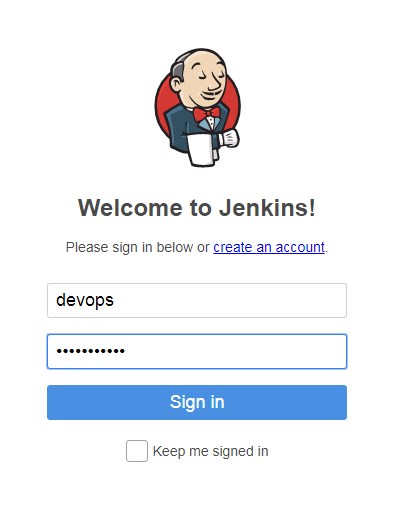 Welcome to Jenkins!
Please sign in below or create an account.
devops
•••••••••••
Sign in
Keep me signed in